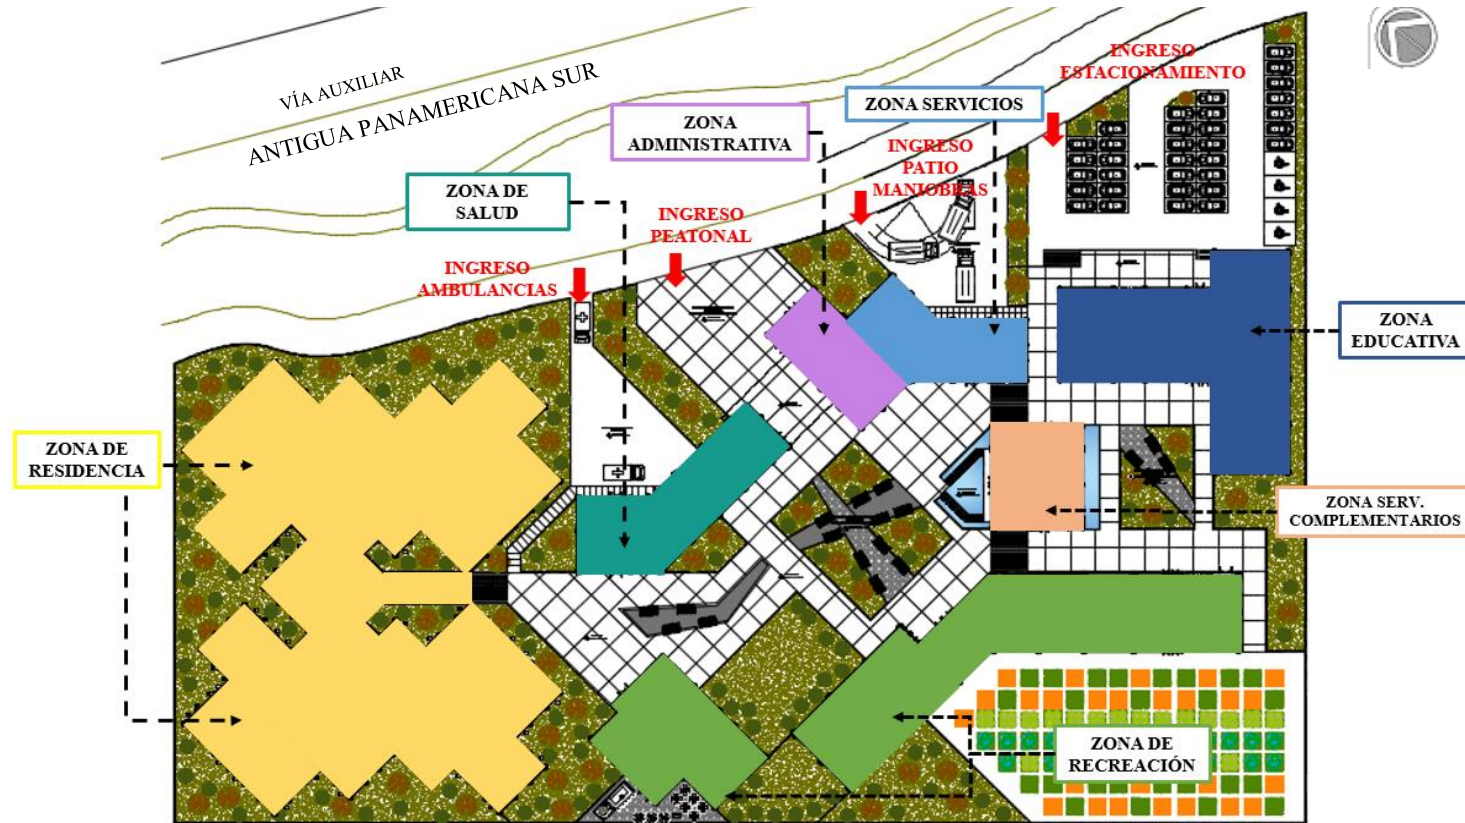 VÍA AUXILIAR
ANTIGUA PANAMERICANA SUR
INGRESO
ESTACIONAMIENTO
ZONA SERVICIOS
ZONA
ADMINISTRATIVA
INGRESO
PATIO
MANIOBRAS
ZONA DE
SALUD
INGRESO
PEATONAL
INGRESO
AMBULANCIAS
ZONA
EDUCATIVA
ZONA DE
RESIDENCIA
ZONA SERV.
COMPLEMENTARIOS
ZONA DE
RECREACIÓN